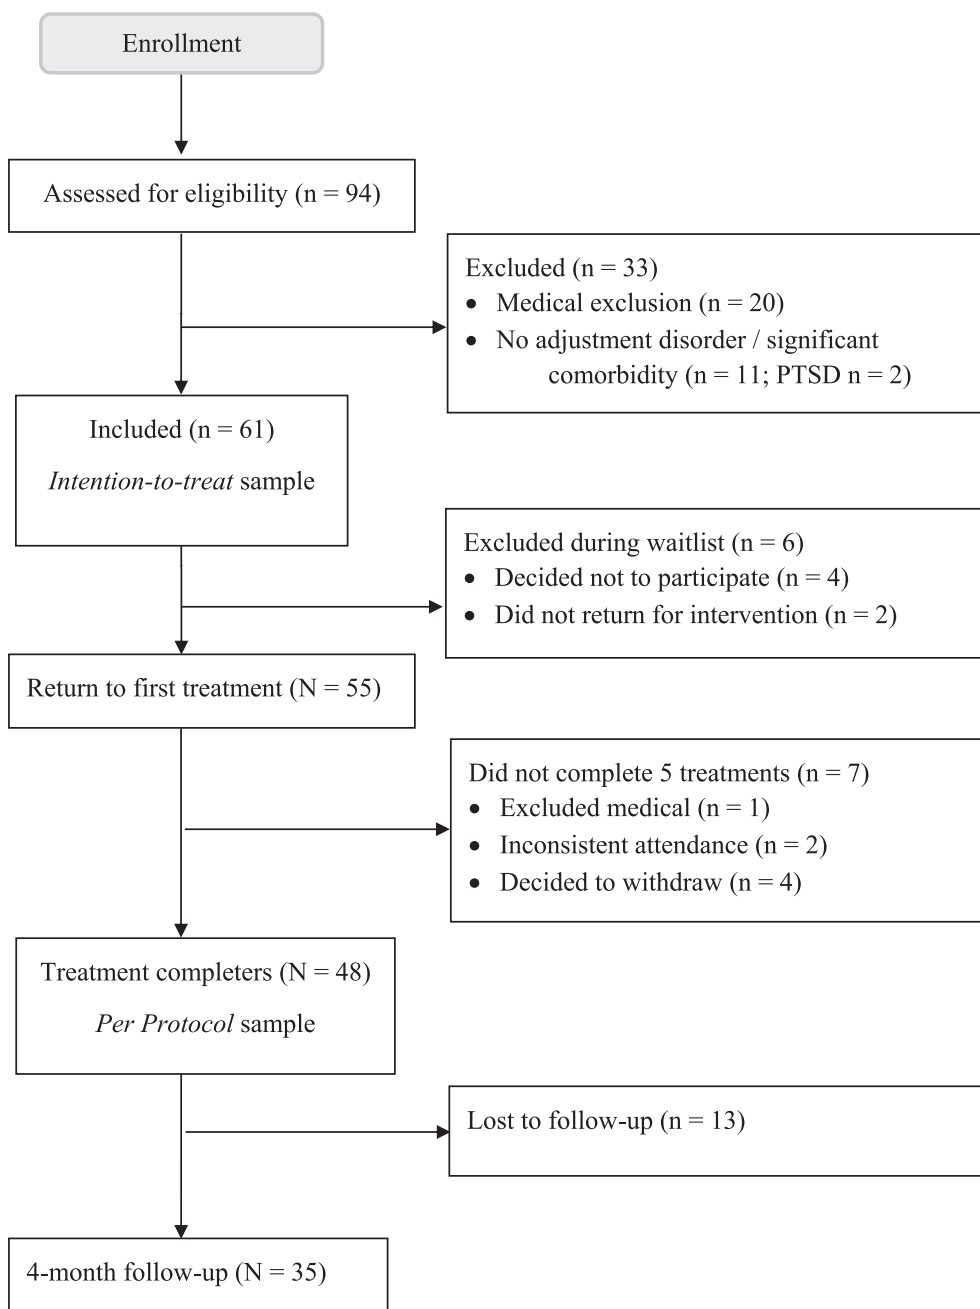 Enrollment
Assessed for eligibility (n = 94)
Excluded (n = 33)
• Medical exclusion (n = 20)
• No adjustment disorder / significant
comorbidity (n = 11; PTSD n = 2)
Included (n = 61)
Intention-to-treat sample
Excluded during waitlist (n = 6)
• Decided not to participate (n = 4)
• Did not return for intervention (n = 2)
Return to first treatment (N = 55)
Did not complete 5 treatments (n = 7)
• Excluded medical (n = 1)
• Inconsistent attendance (n = 2)
• Decided to withdraw (n = 4)
Treatment completers (N = 48)
Per Protocol sample
Lost to follow-up (n = 13)
4-month follow-up (N = 35)